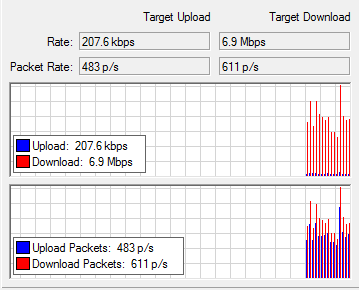 Target Upload Target Download
Rate: 207.6 kbps 6.9 Mbps
Packet Rate: 483 p/s 611 p/s
Upload: 207.6 kbps
Download: 6.9 Mbps
Upload Packets: 483 p/s
Download Packets: 611 p/s